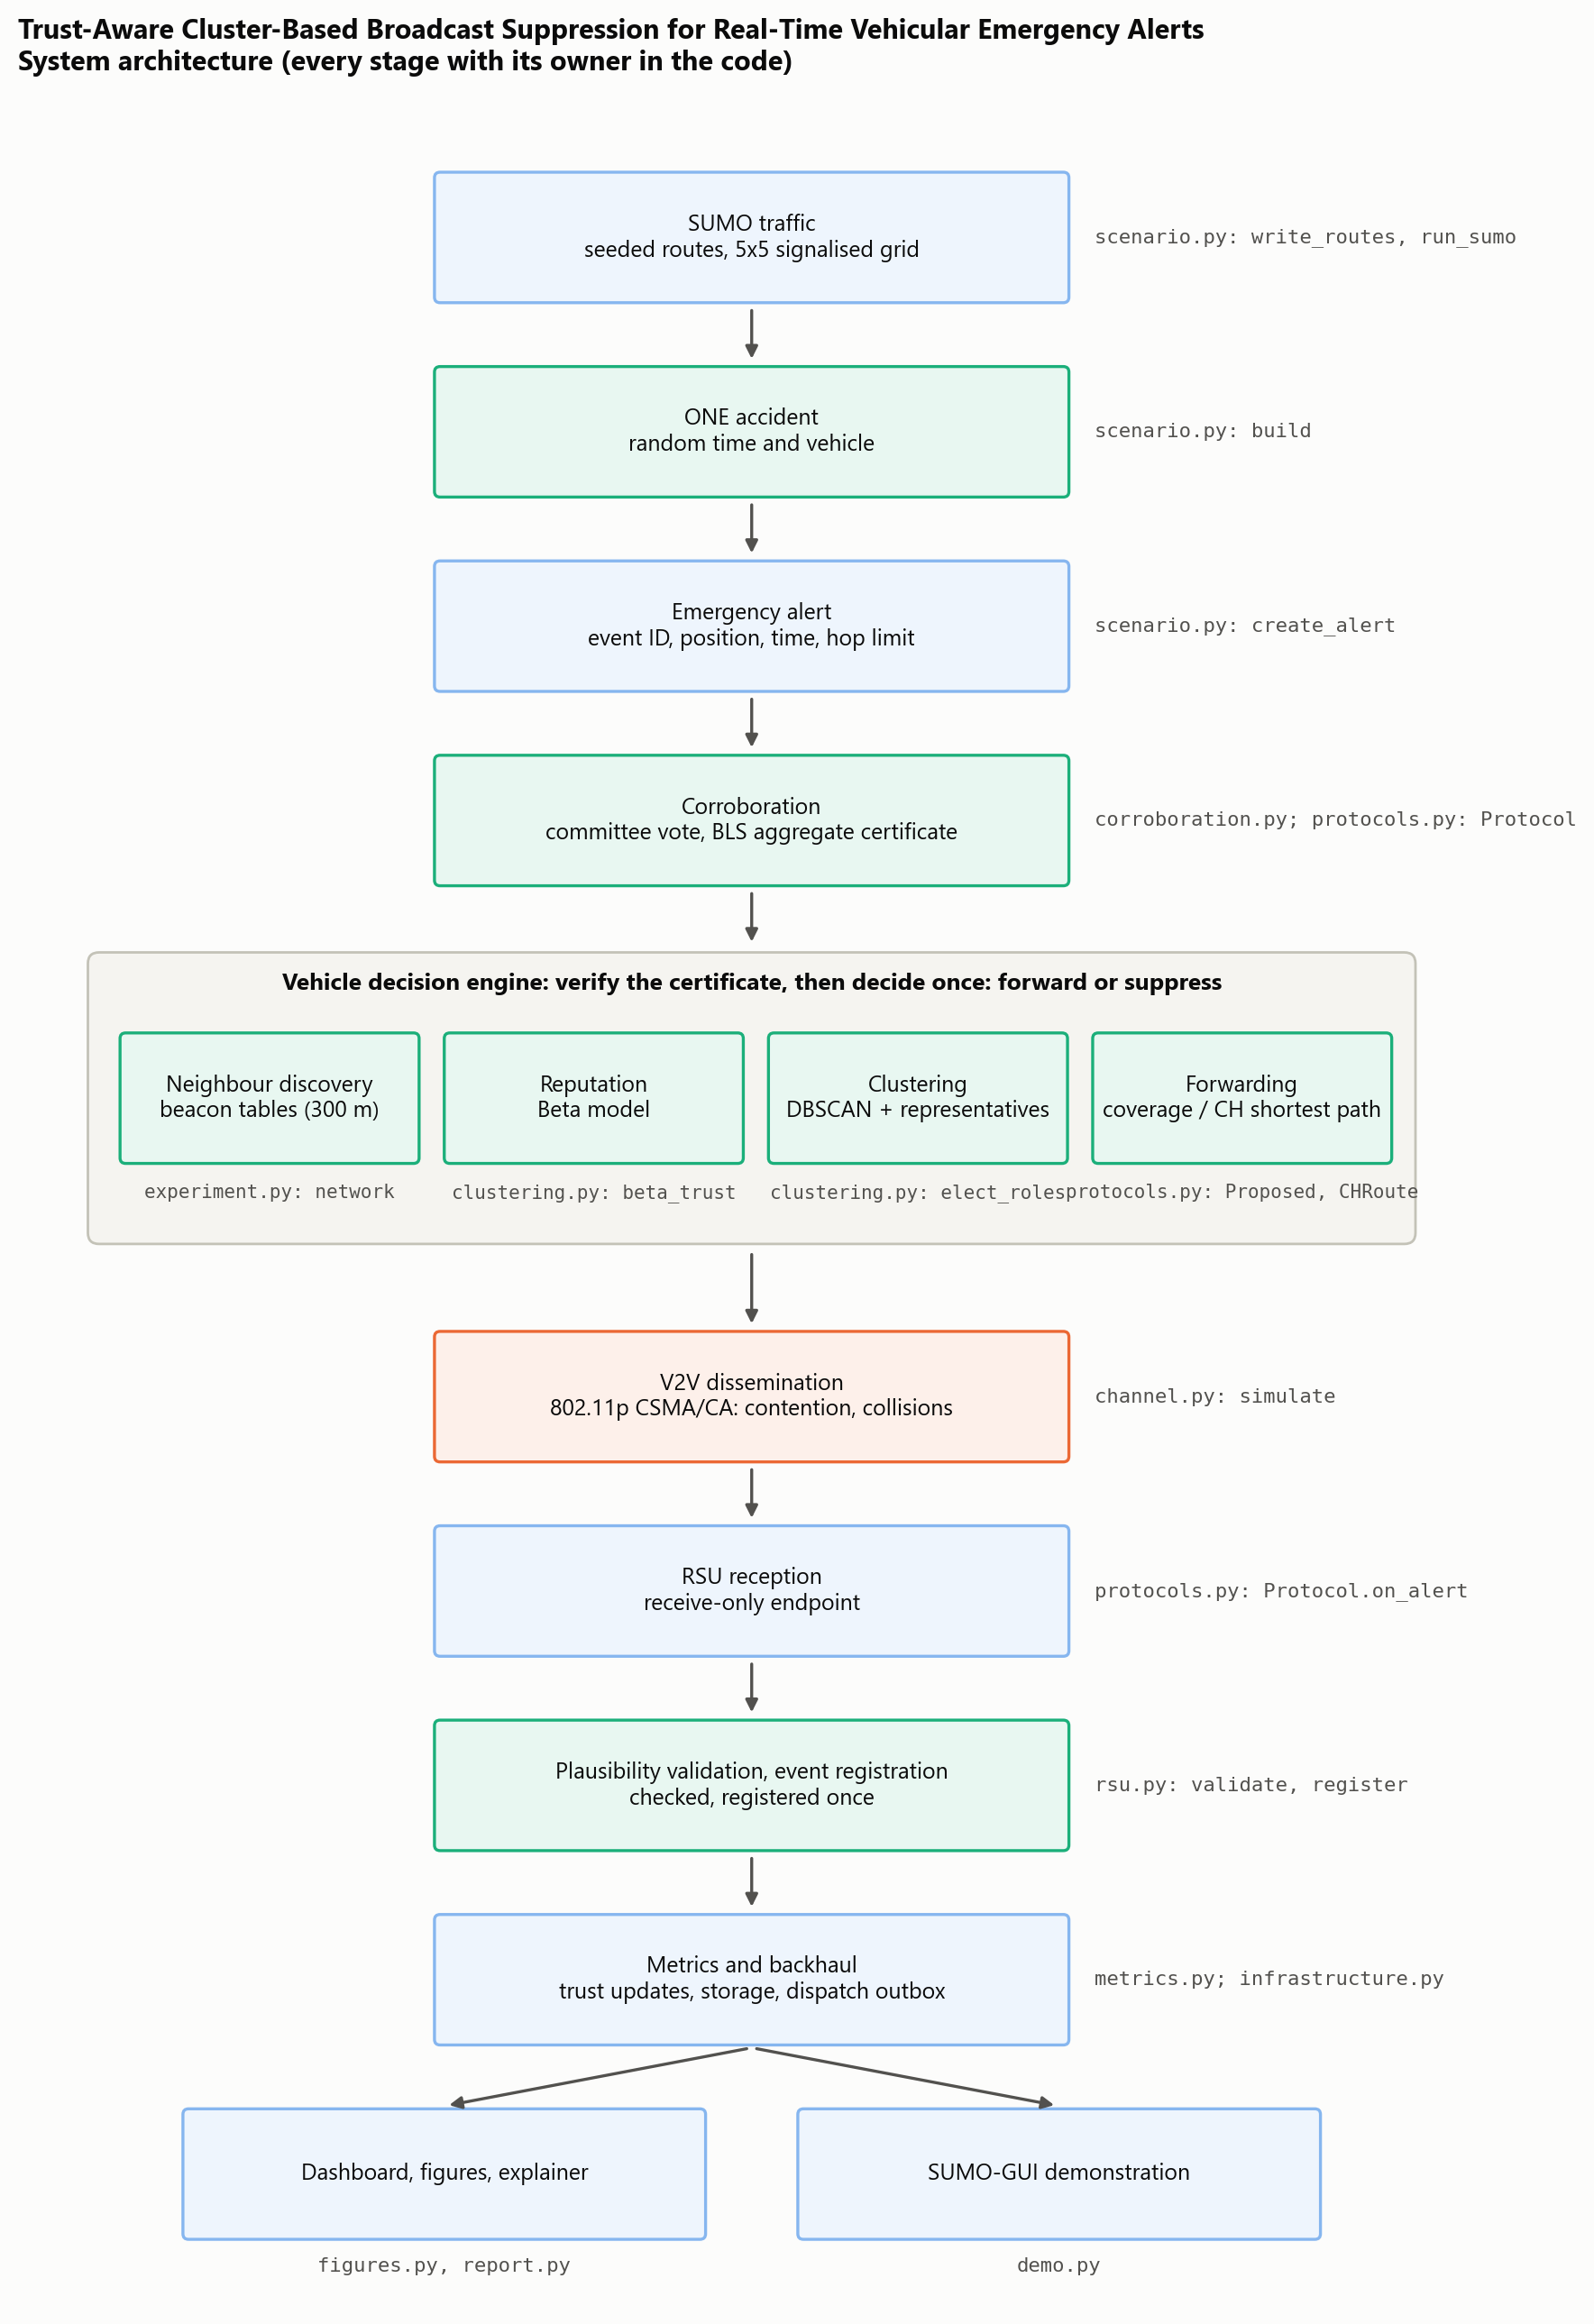 Trust-Aware Cluster-Based Broadcast Suppression for Real-Time Vehicular Emergency Alerts
System architecture (every stage with its owner in the code)
SUMO traffic
seeded routes, 5x5 signalised grid
scenario.py: write_routes, run_sumo
ONE accident
random time and vehicle
scenario.py: build
Emergency alert
event ID, position, time, hop limit
scenario.py: create_alert
Corroboration
committee vote, BLS aggregate certificate
corroboration.py; protocols.py: Protocol
Vehicle decision engine: verify the certificate, then decide once: forward or suppress
Neighbour discovery
beacon tables (300 m)
experiment.py: network
Reputation
Beta model
clustering.py: beta_trust
Clustering
DBSCAN + representatives
clustering.py: elect_roles
Forwarding
coverage / CH shortest path
protocols.py: Proposed, CHRoute
V2V dissemination
802.11p CSMA/CA: contention, collisions
channel.py: simulate
RSU reception
receive-only endpoint
protocols.py: Protocol.on_alert
Plausibility validation, event registration
checked, registered once
rsu.py: validate, register
Metrics and backhaul
trust updates, storage, dispatch outbox
metrics.py; infrastructure.py
Dashboard, figures, explainer
figures.py, report.py
SUMO-GUI demonstration
demo.py